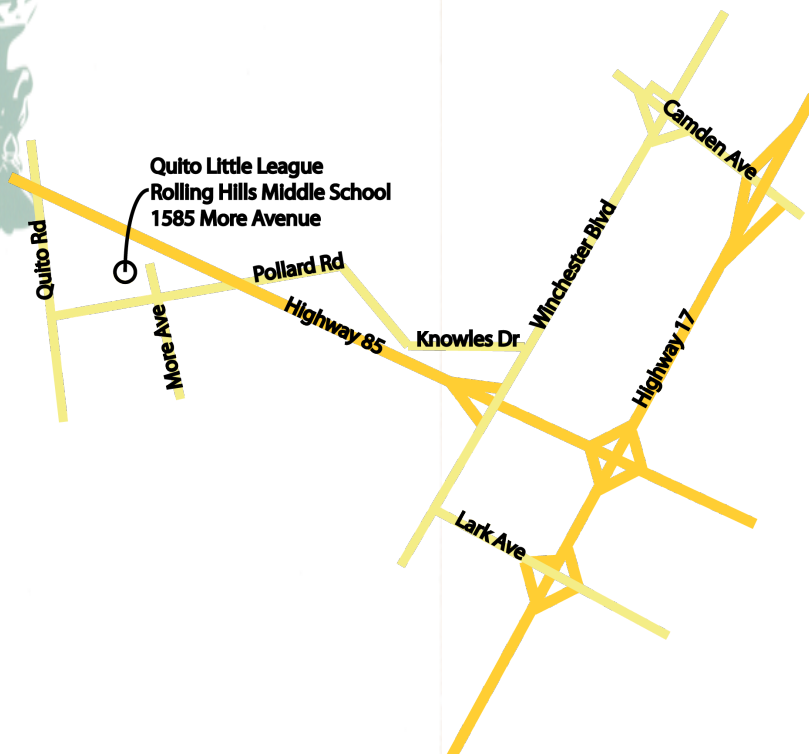 Quito Little League
Rolling Hills Middle School
1585 More Avenue
Camden Ave
Quito Rd
Pollard Rd
Winchester Blvd
More Ave
Highway 85
Knowles Dr
Highway 17
Lark Ave